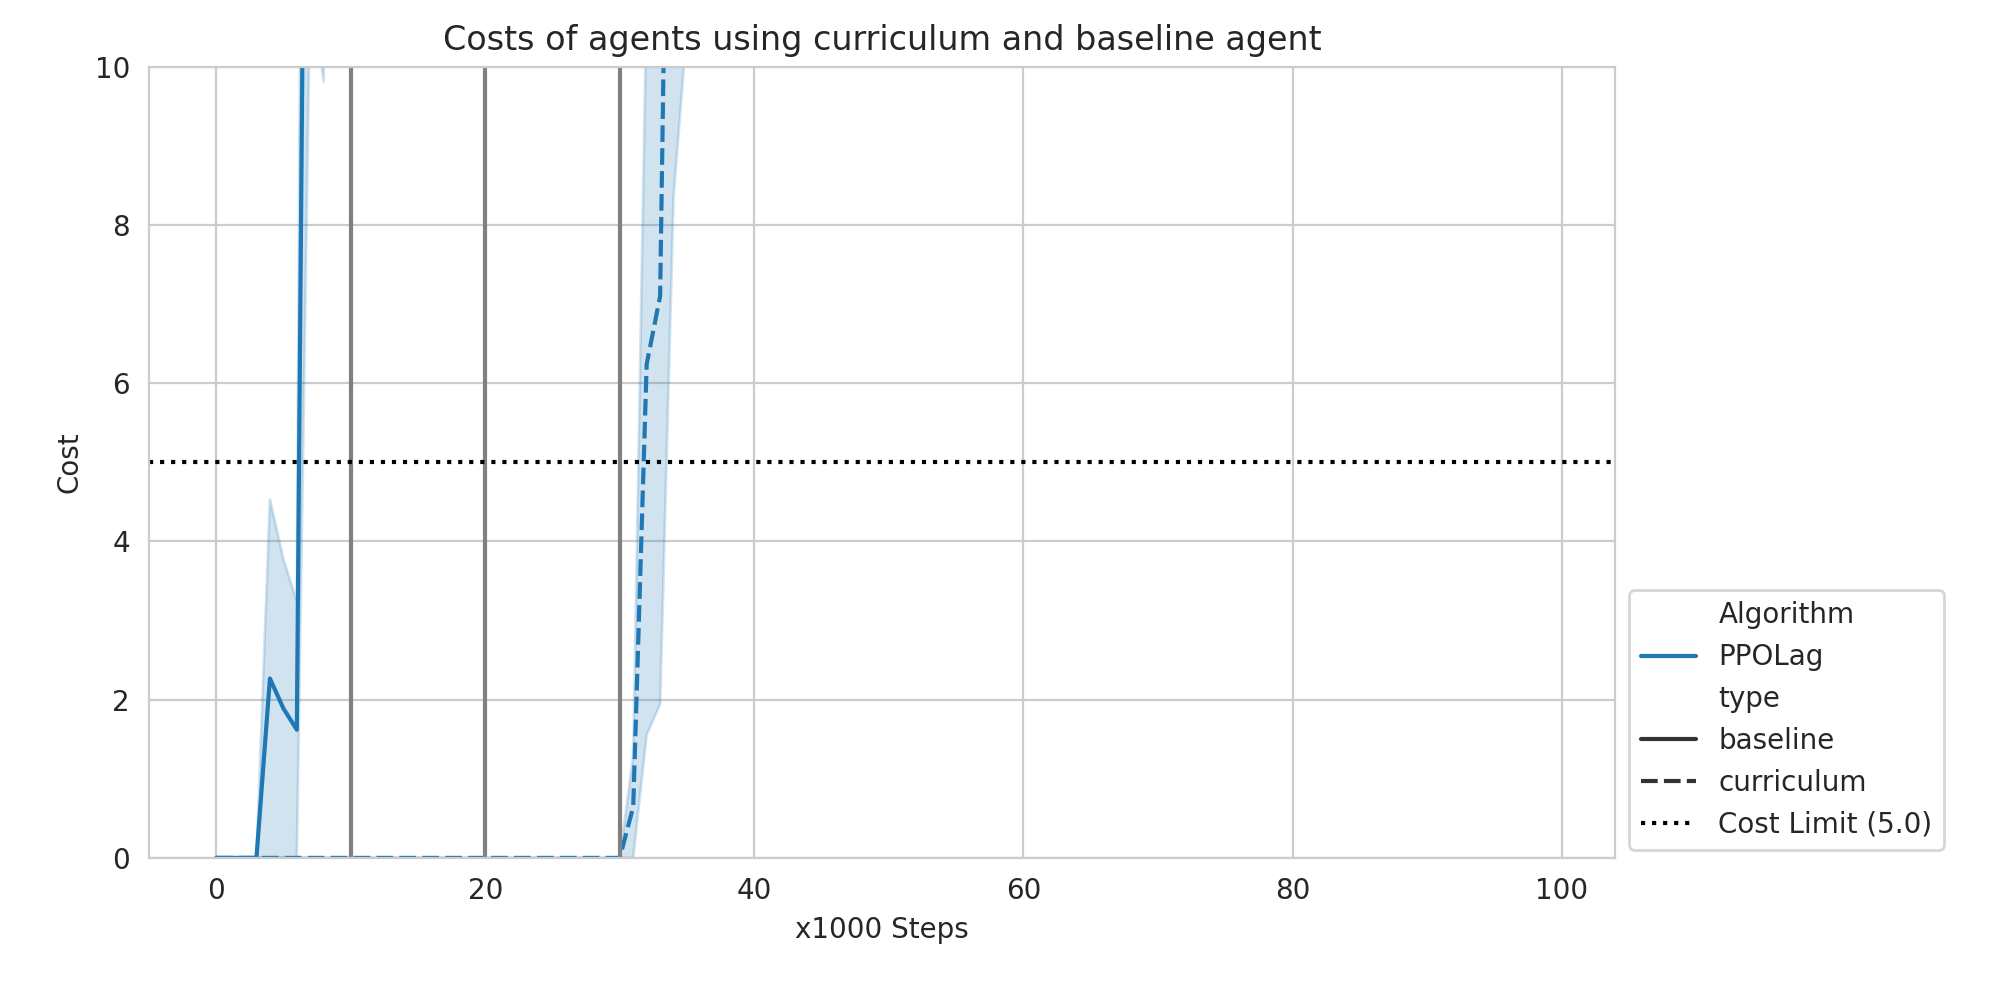 Costs of agents using curriculum and baseline agent
10
8
6
4
2
0
Cost
0 20 40 60 80 100
x1000 Steps
Algorithm
PPOLag
type
baseline
curriculum
Cost Limit (5.0)